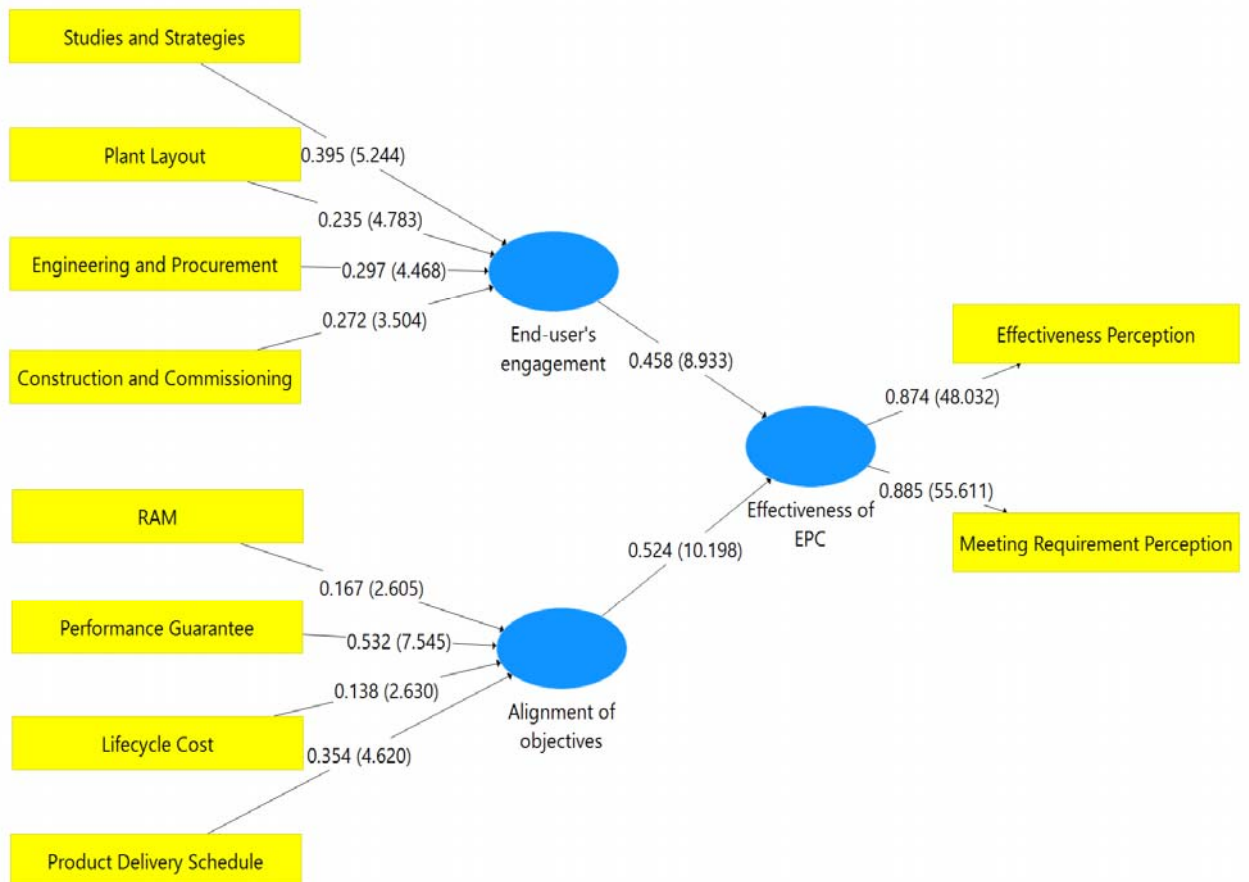 Studies and Strategies
Plant Layout
0.395 (5.244)
0.235 (4.783)
Engineering and Procurement
0.297 (4.468)
0.272 (3.504)
Construction and Commissioning
End-user's
engagement
0.458 (8.933)
Effectiveness Perception
0.874 (48.032)
0.885 (55.611)
Effectiveness of
EPC
Meeting Requirement Perception
0.524 (10.198)
RAM
0.167 (2.605)
Performance Guarantee
0.532 (7.545)
0.138 (2.630)
Lifecycle Cost
0.354 (4.620)
Alignment of
objectives
Product Delivery Schedule